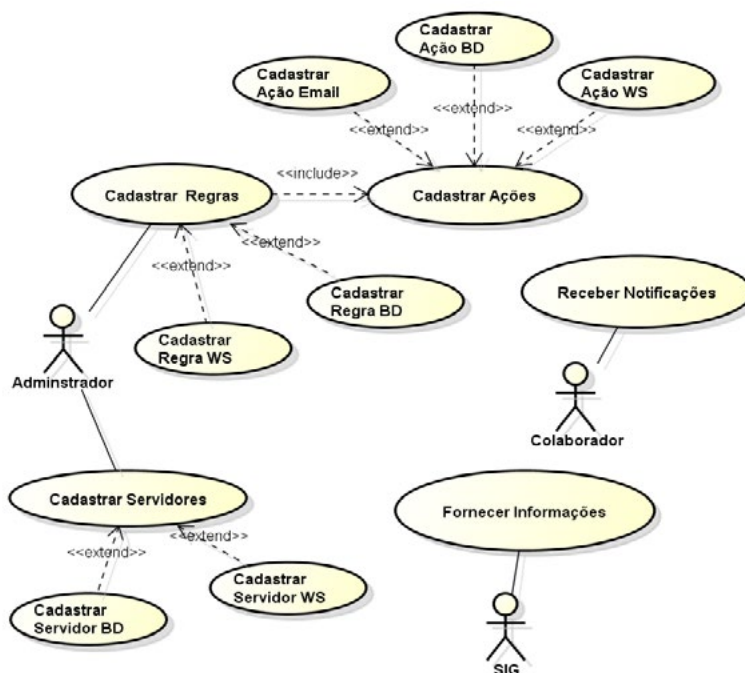 Cadastrar
Ação BD
Cadastrar
Ação Email
Cadastrar
Ação WS
<<extend>>
<<extend>>
<<extend>>
<<include>>
Cadastrar Regras
Cadastrar Ações
<<extend>>
<<extend>>
Cadastrar
Regra BD
Cadastrar
Regra WS
Receber Notificações
Adminstrador
Colaborador
Cadastrar Servidores
Fornecer Informações
<<extend>>
<<extend>>
Cadastrar
Servidor WS
Cadastrar
Servidor BD
SIG